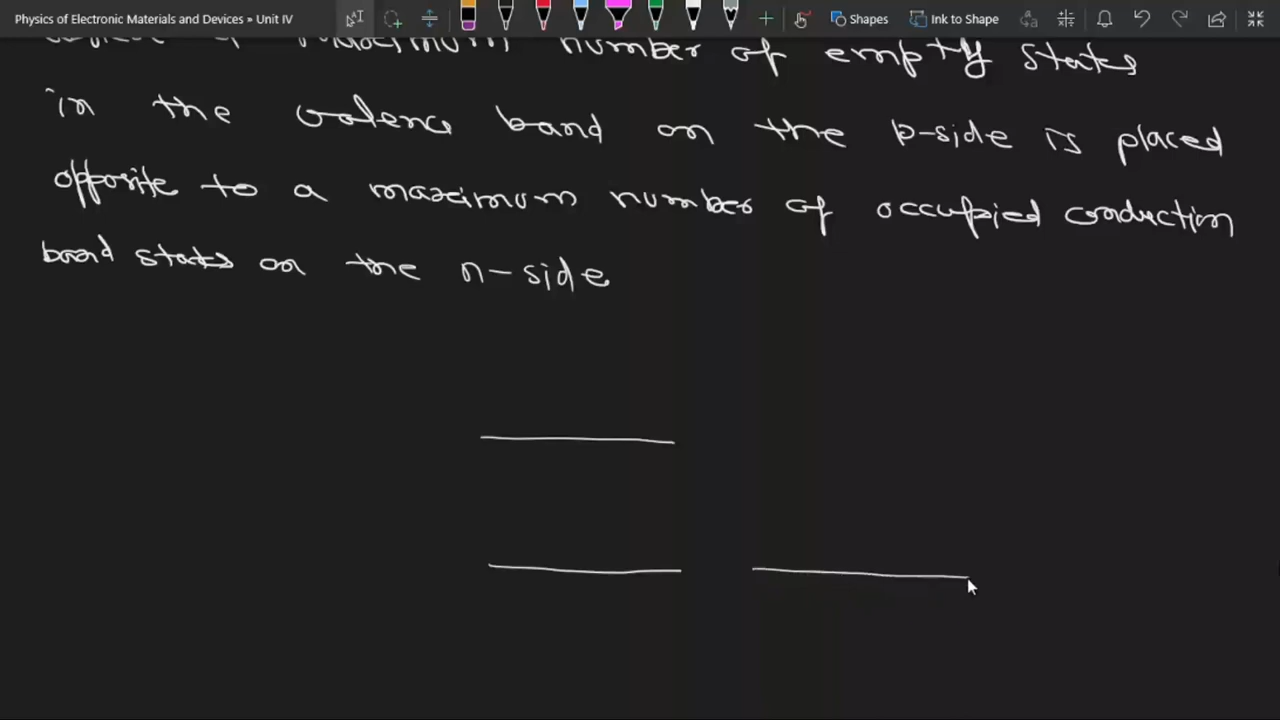 Physics of Electronic Materials and Devices » Unit IV
Shapes
Ink to Shape
maximum number of empty states
in the valence band on the p-side is placed
opposite to a maximum number of occupied conduction
band states on the n-side